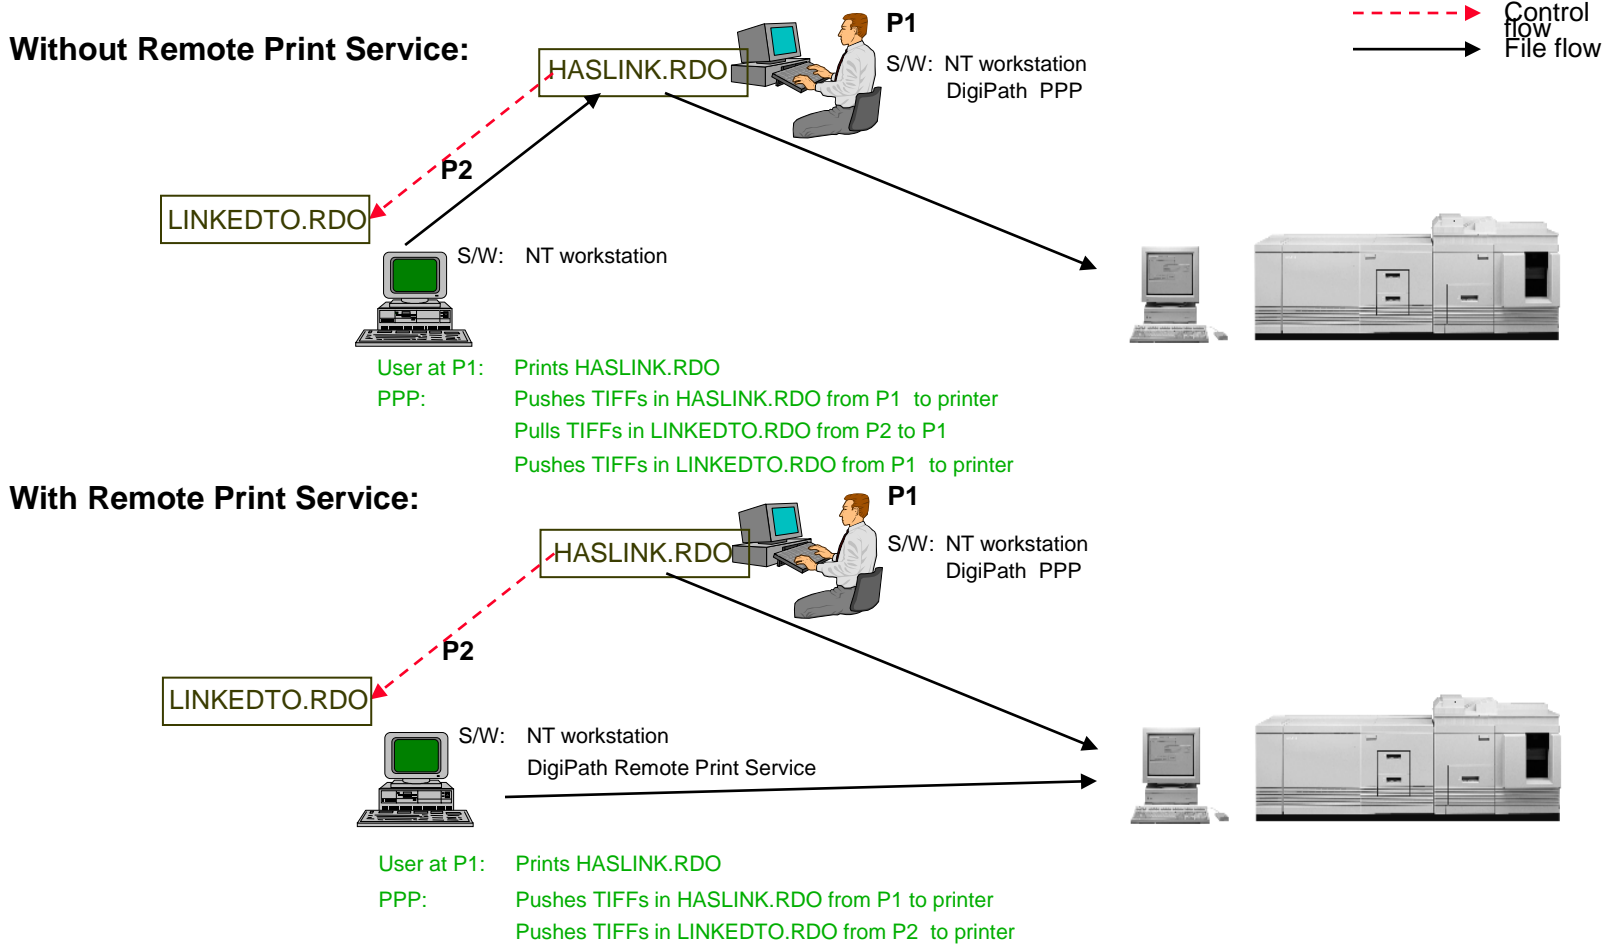 Control
flow
File flow
Without Remote Print Service:
P1
HASLINK.RDO
S/W: NT workstation
DigiPath PPP
P2
LINKEDTO.RDO
S/W: NT workstation
User at P1: Prints HASLINK.RDO
PPP: Pushes TIFFs in HASLINK.RDO from P1 to printer
Pulls TIFFs in LINKEDTO.RDO from P2 to P1
Pushes TIFFs in LINKEDTO.RDO from P1 to printer
With Remote Print Service:
P1
HASLINK.RDO
S/W: NT workstation
DigiPath PPP
P2
LINKEDTO.RDO
S/W: NT workstation
DigiPath Remote Print Service
User at P1: Prints HASLINK.RDO
PPP: Pushes TIFFs in HASLINK.RDO from P1 to printer
Pushes TIFFs in LINKEDTO.RDO from P2 to printer